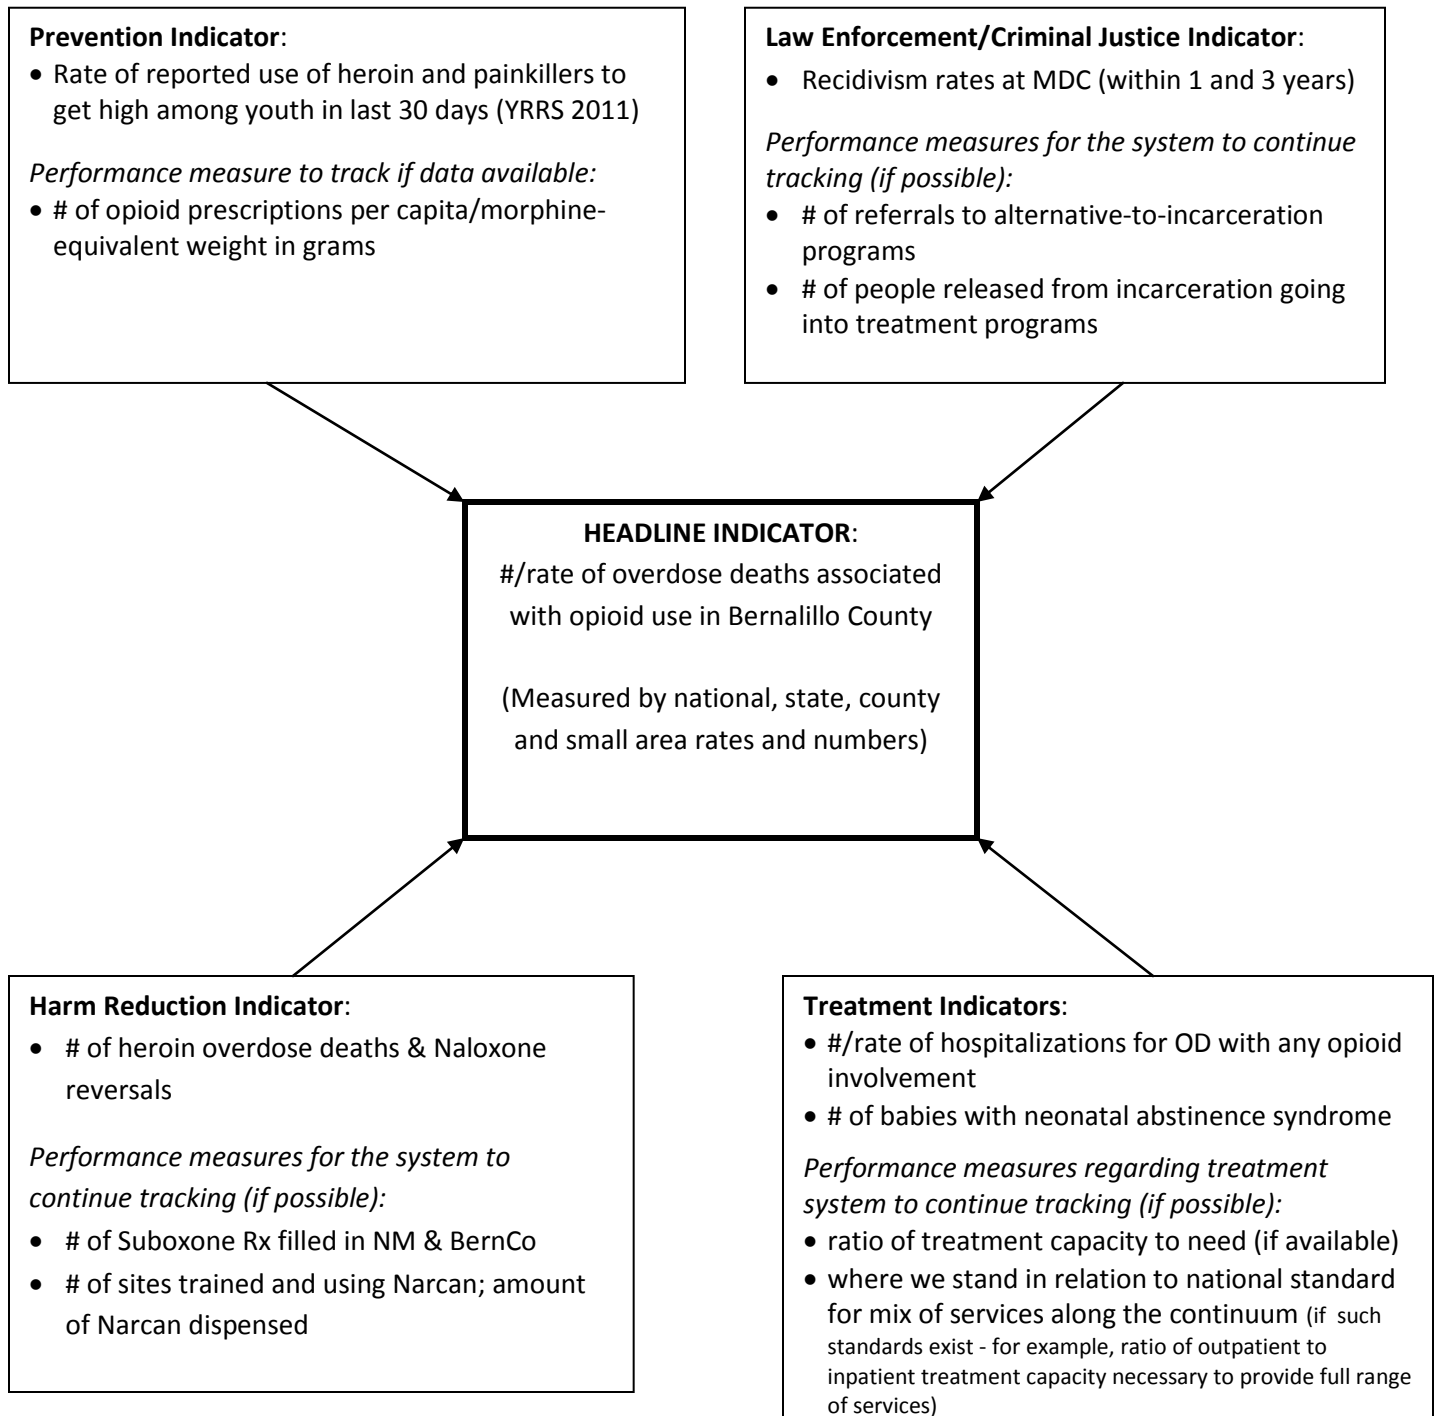 Prevention Indicator:
• Rate of reported use of heroin and painkillers to
get high among youth in last 30 days (YRRS 2011)
Performance measure to track if data available:
• # of opioid prescriptions per capita/morphine-
equivalent weight in grams
Law Enforcement/Criminal Justice Indicator:
• Recidivism rates at MDC (within 1 and 3 years)
Performance measures for the system to continue
tracking (if possible):
• # of referrals to alternative-to-incarceration
programs
• # of people released from incarceration going
into treatment programs
HEADLINE INDICATOR:
#/rate of overdose deaths associated
with opioid use in Bernalillo County
(Measured by national, state, county
and small area rates and numbers)
Harm Reduction Indicator:
• # of heroin overdose deaths & Naloxone
reversals
Performance measures for the system to
continue tracking (if possible):
• # of Suboxone Rx filled in NM & BernCo
• # of sites trained and using Narcan; amount
of Narcan dispensed
Treatment Indicators:
• #/rate of hospitalizations for OD with any opioid
involvement
• # of babies with neonatal abstinence syndrome
Performance measures regarding treatment
system to continue tracking (if possible):
• ratio of treatment capacity to need (if available)
• where we stand in relation to national standard
for mix of services along the continuum (if such
standards exist - for example, ratio of outpatient to
inpatient treatment capacity necessary to provide full range
of services)